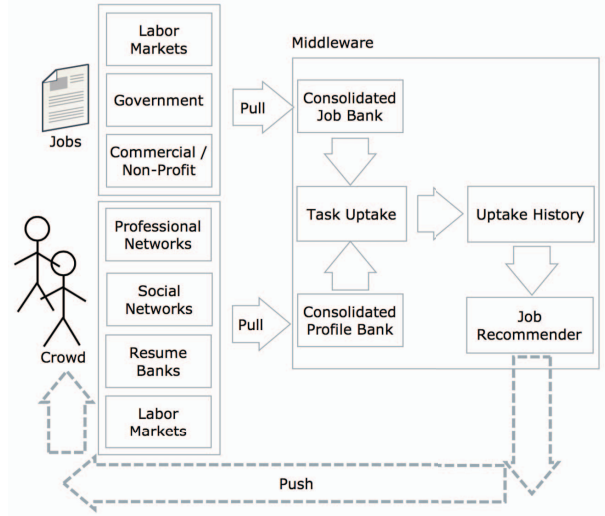 Labor
Markets
Government
Commercial /
Non-Profit
Jobs
Professional
Networks
Social
Networks
Resume
Banks
Labor
Markets
Crowd
Pull
Pull
Middleware
Consolidated
Job Bank
Task Uptake
Uptake History
Consolidated
Profile Bank
Job
Recommender
Push